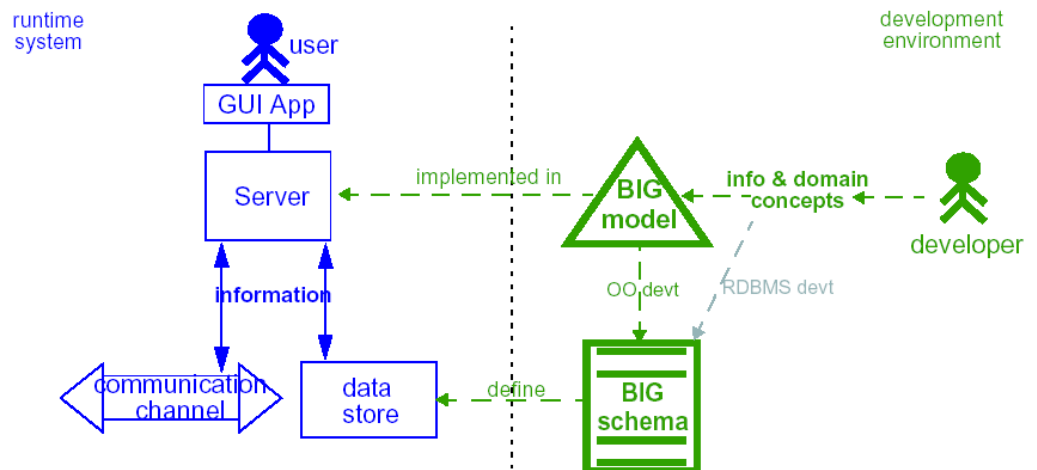 runtime
system
user
GUI App
Server
information
communication
channel
data
store
development
environment
implemented in
BIG
model
info & domain
concepts
developer
OO devt
RDBMS devt
define
BIG
schema